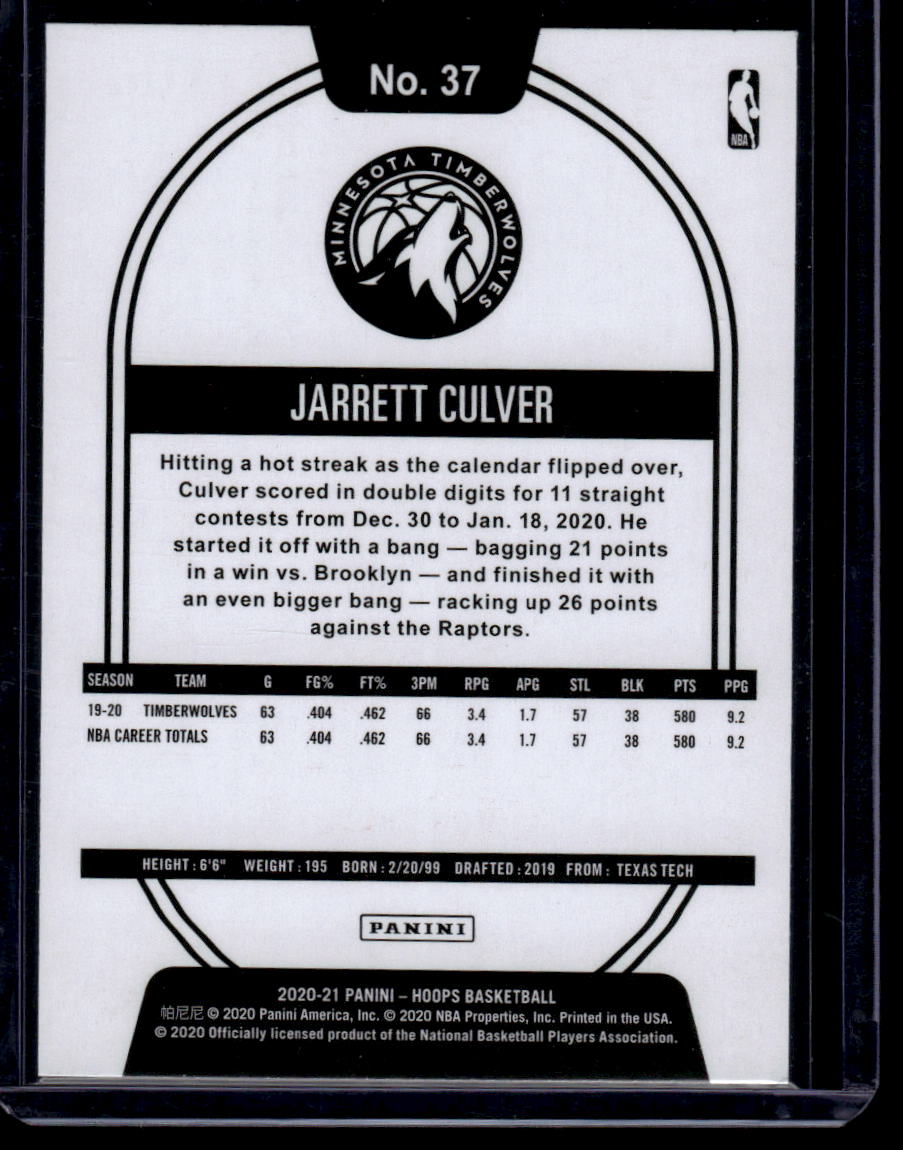 No. 37
NBA
MINNESOTA TIMBERWOLVES
JARRETT CULVER
Hitting a hot streak as the calendar flipped over,
Culver scored in double digits for 11 straight
contests from Dec. 30 to Jan. 18, 2020. He
started it off with a bang — bagging 21 points
in a win vs. Brooklyn — and finished it with
an even bigger bang — racking up 26 points
against the Raptors.
SEASON TEAM G FG% FT% 3PM RPG APG STL BLK PTS PPG
19-20 TIMBERWOLVES 63 .404 .462 66 3.4 1.7 57 38 580 9.2
NBA CAREER TOTALS 63 .404 .462 66 3.4 1.7 57 38 580 9.2
HEIGHT : 6'6" WEIGHT : 195 BORN : 2/20/99 DRAFTED : 2019 FROM : TEXAS TECH
PANINI
2020-21 PANINI – HOOPS BASKETBALL
帕尼尼 © 2020 Panini America, Inc. © 2020 NBA Properties, Inc. Printed in the USA.
© 2020 Officially licensed product of the National Basketball Players Association.